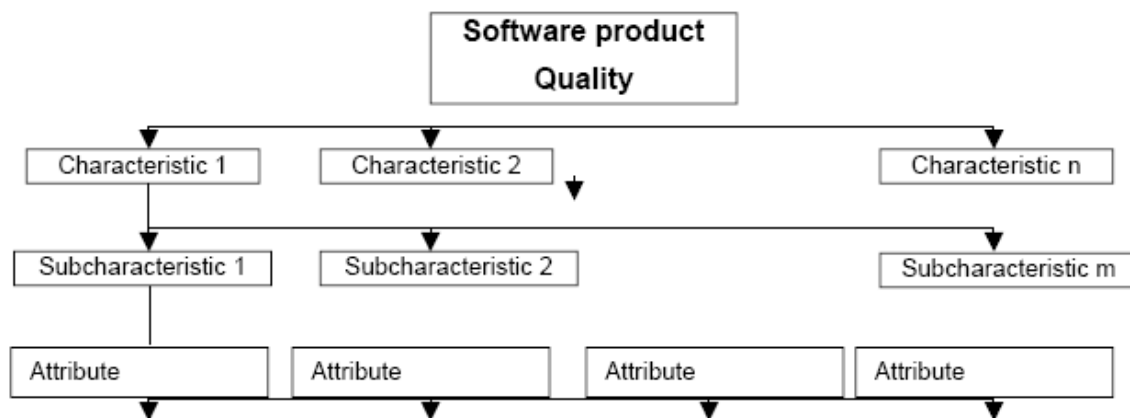 Software product
Quality
Characteristic 1
Characteristic 2
Characteristic n
Subcharacteristic 1
Subcharacteristic 2
Subcharacteristic m
Attribute
Attribute
Attribute
Attribute